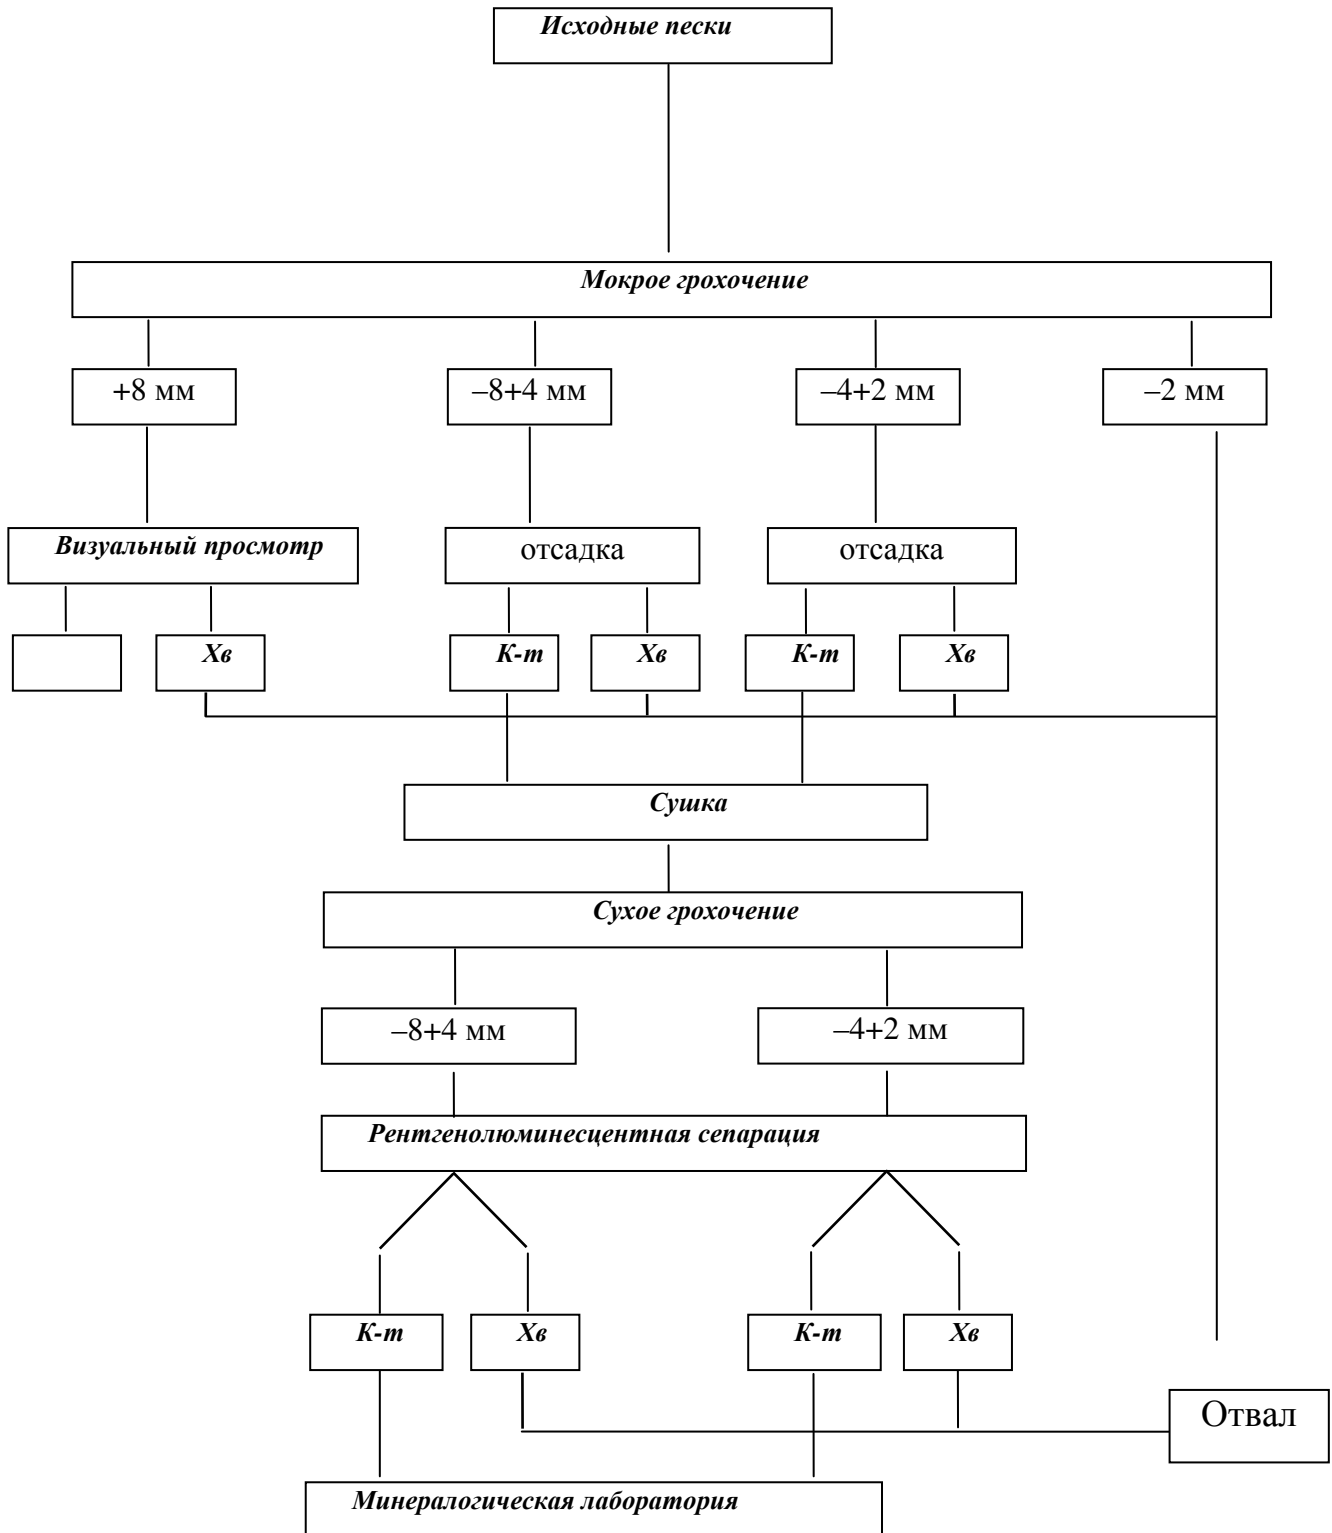 Исходные пески
Мокрое грохочение
+8 мм
–8+4 мм
–4+2 мм
–2 мм
Визуальный просмотр
отсадка
отсадка
Хв
К-т
Хв
К-т
Хв
Сушка
Сухое грохочение
–8+4 мм
–4+2 мм
Рентгенолюминесцентная сепарация
К-т
Хв
К-т
Хв
Отвал
Минералогическая лаборатория